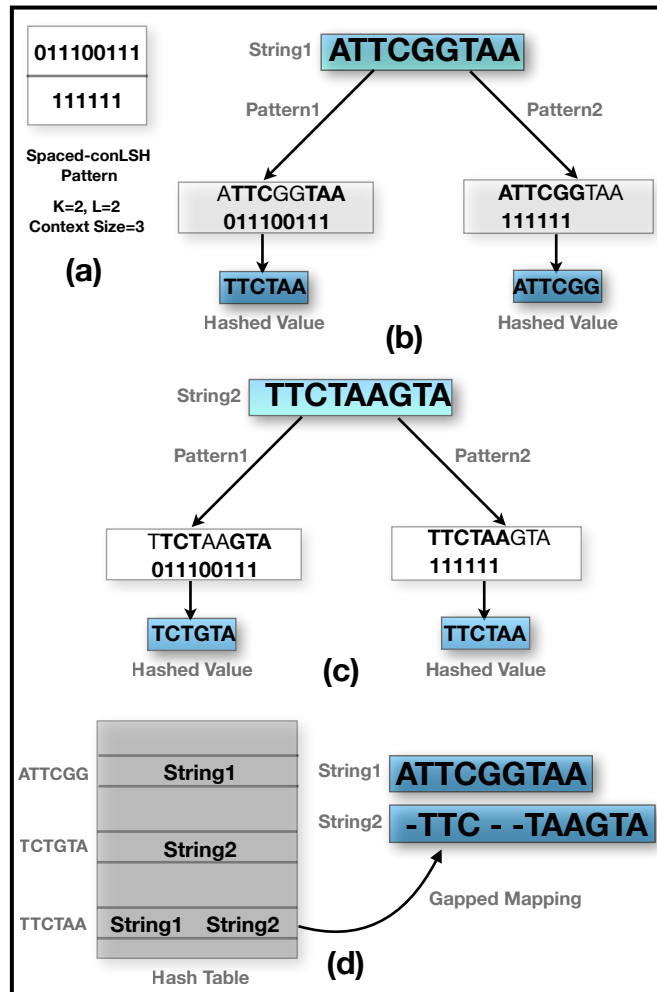 011100111
111111
Spaced-conLSH
Pattern
K=2, L=2
Context Size=3
(a)
String1 ATTCGGTAA
Pattern1 Pattern2
ATTCGGTAA
011100111
TTCTAA
Hashed Value
ATTCGGTAA
111111
ATTCGG
Hashed Value
(b)
String2 TTCTAAGTA
Pattern1 Pattern2
TTCTAAGTA
011100111
TCTGTA
Hashed Value
TTCTAAGTA
111111
TTCTAA
Hashed Value
(c)
ATTCGG String1
TCTGTA String2
TTCTAA String1 String2
Hash Table
String1 ATTCGGTAA
String2 -TTC - -TAAGTA
Gapped Mapping
(d)